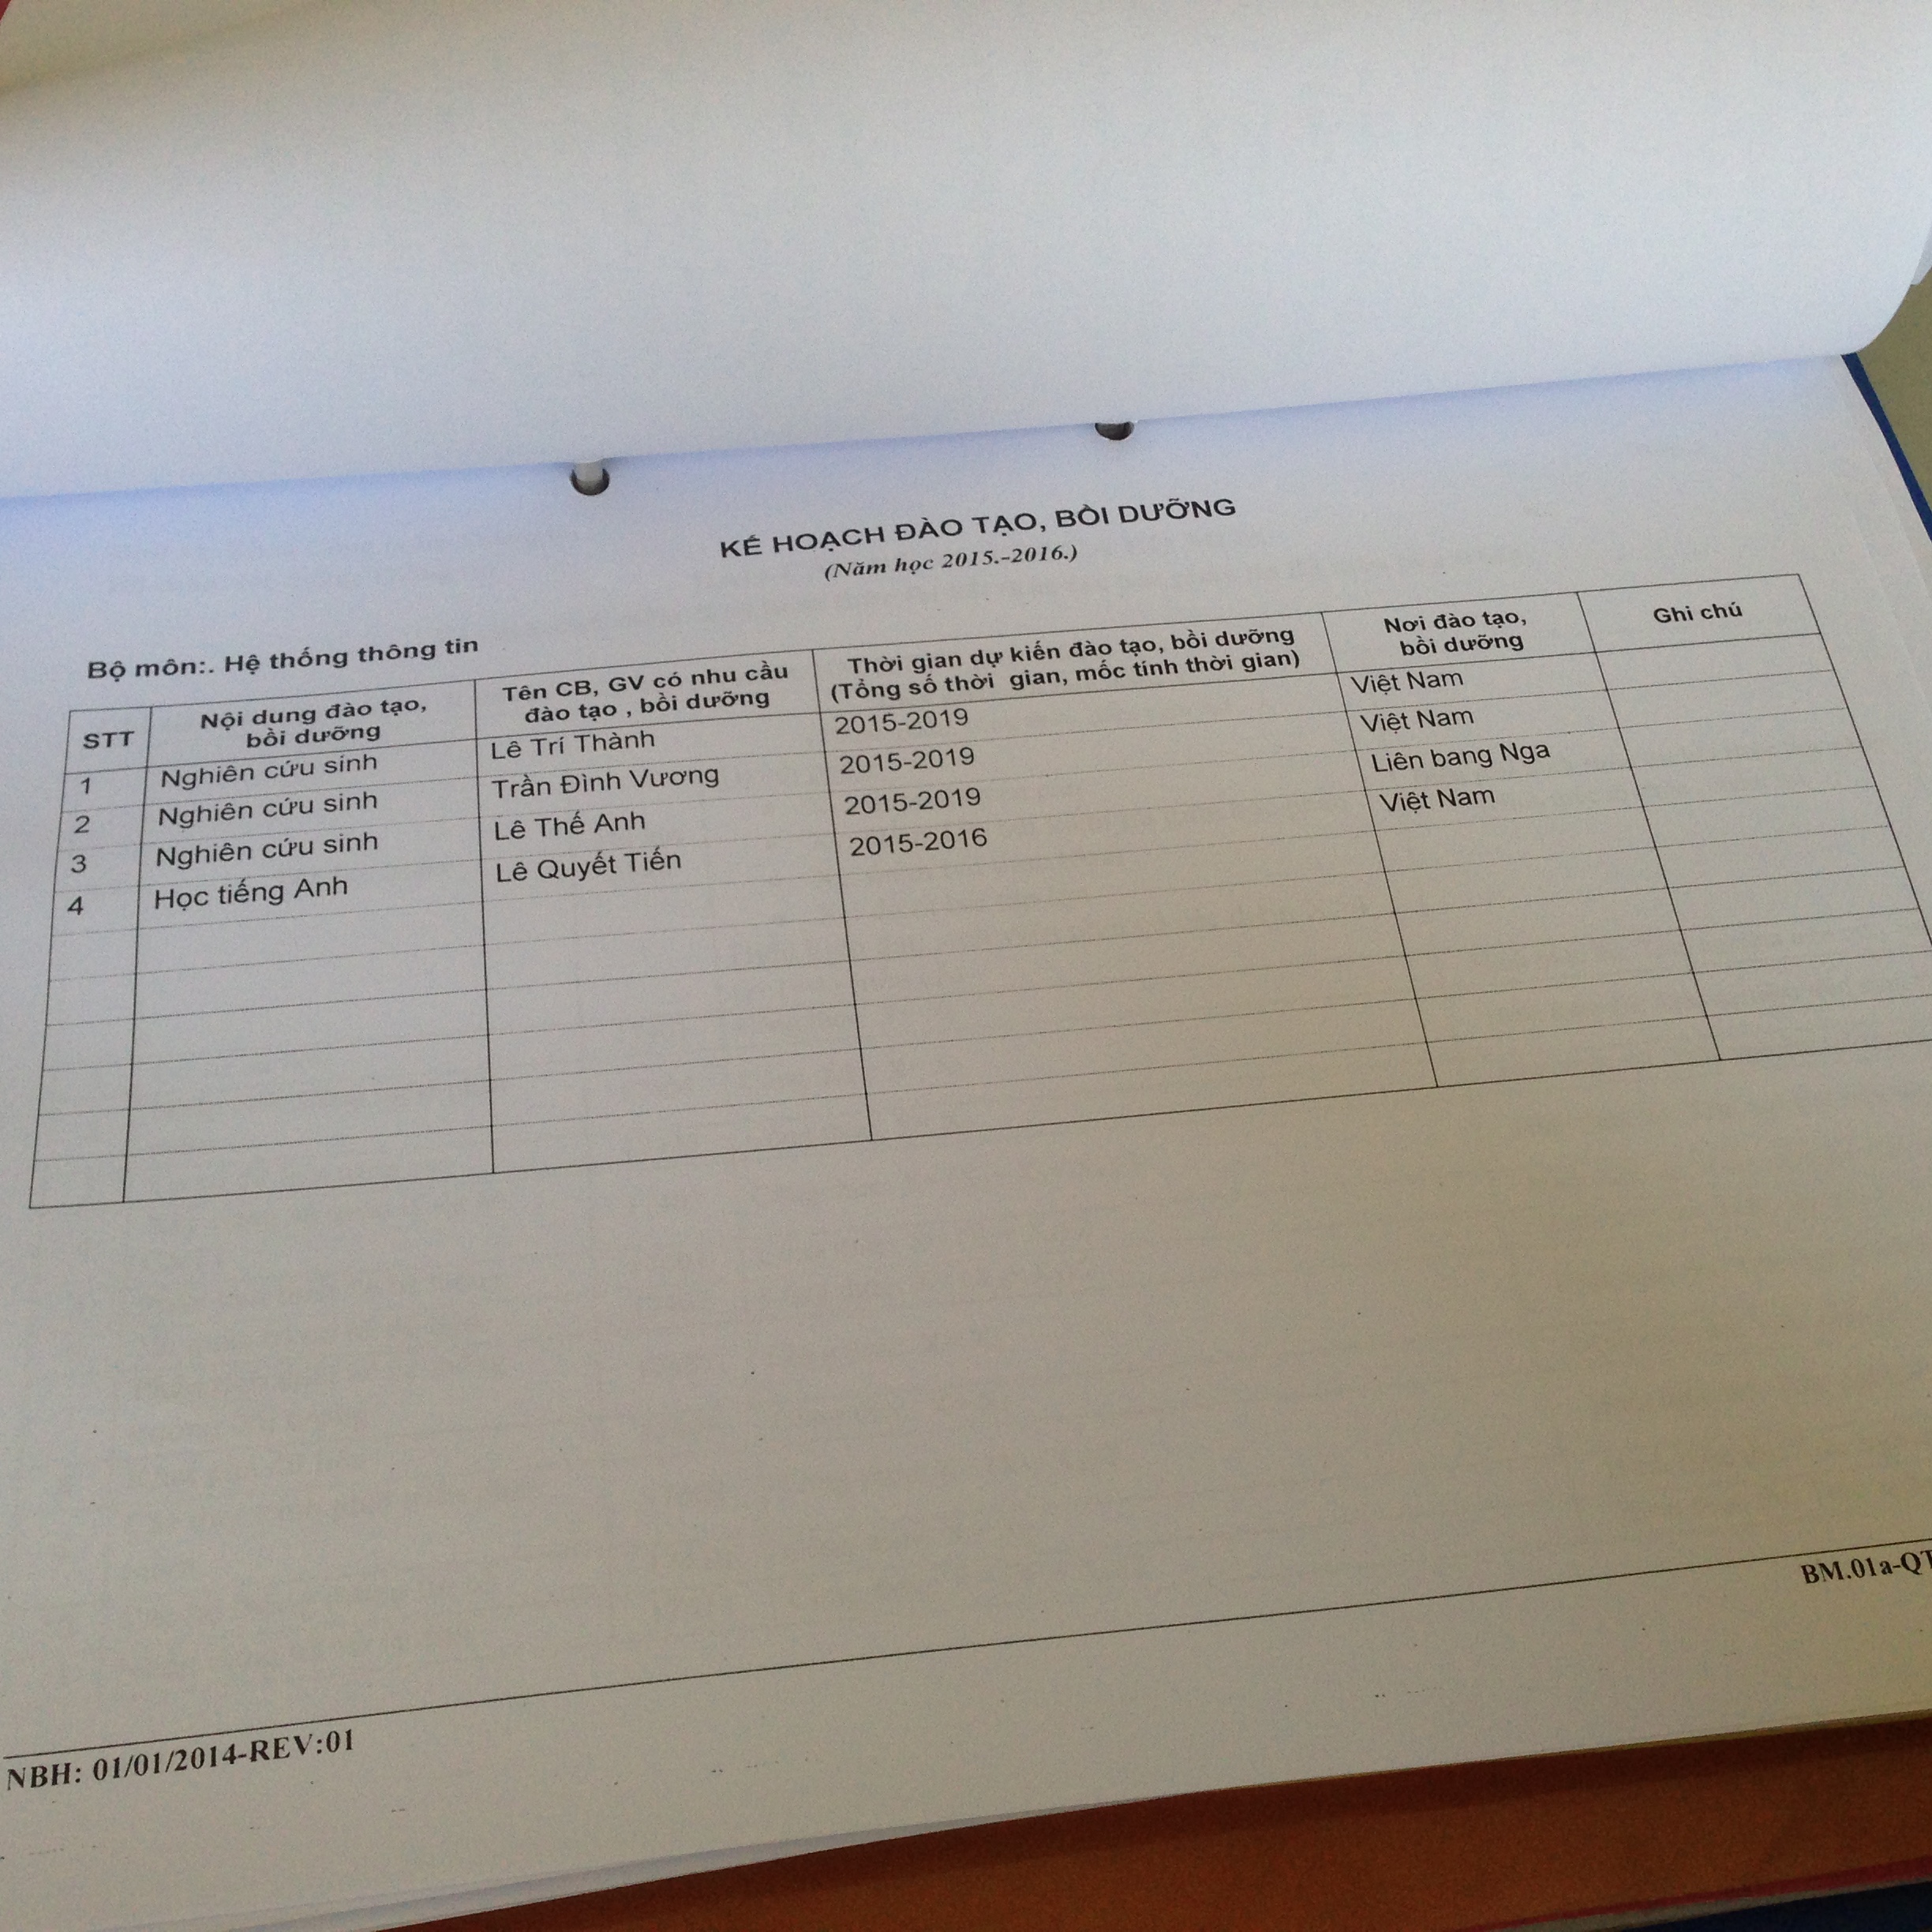 KẾ HOẠCH ĐÀO TẠO, BỒI DƯỠNG
(Năm học 2015.-2016.)
Bộ môn:. Hệ thống thông tin
STT
Nội dung đào tạo,
bồi dưỡng
Tên CB, GV có nhu cầu
đào tạo , bồi dưỡng
Thời gian dự kiến đào tạo, bồi dưỡng
(Tổng số thời gian, mốc tính thời gian)
Nơi đào tạo,
bồi dưỡng
Ghi chú
1 Nghiên cứu sinh Lê Trí Thành 2015-2019 Việt Nam
2 Nghiên cứu sinh Trần Đình Vương 2015-2019 Việt Nam
3 Nghiên cứu sinh Lê Thế Anh 2015-2019 Liên bang Nga
4 Học tiếng Anh Lê Quyết Tiến 2015-2016 Việt Nam
BM.01a-QT
NBH: 01/01/2014-REV:01